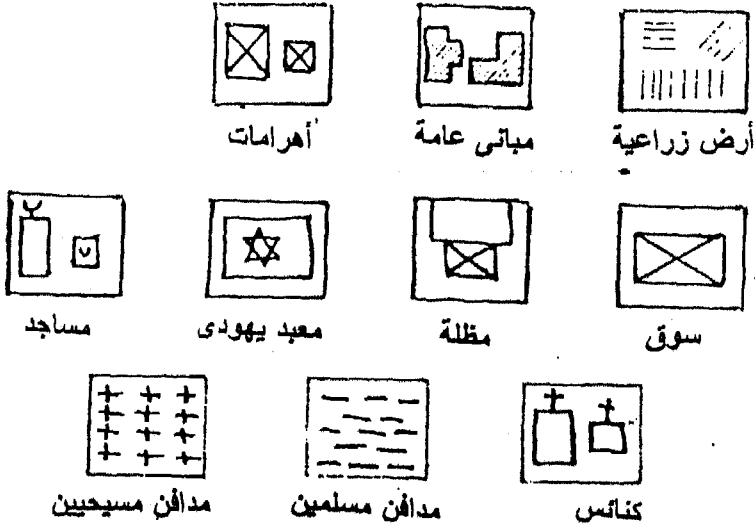 أرض زراعية مبانى عامة أهرامات
سوق مظلة معبد يهودى مساجد
كنائس مدافن مسلمين مدافن مسيحيين